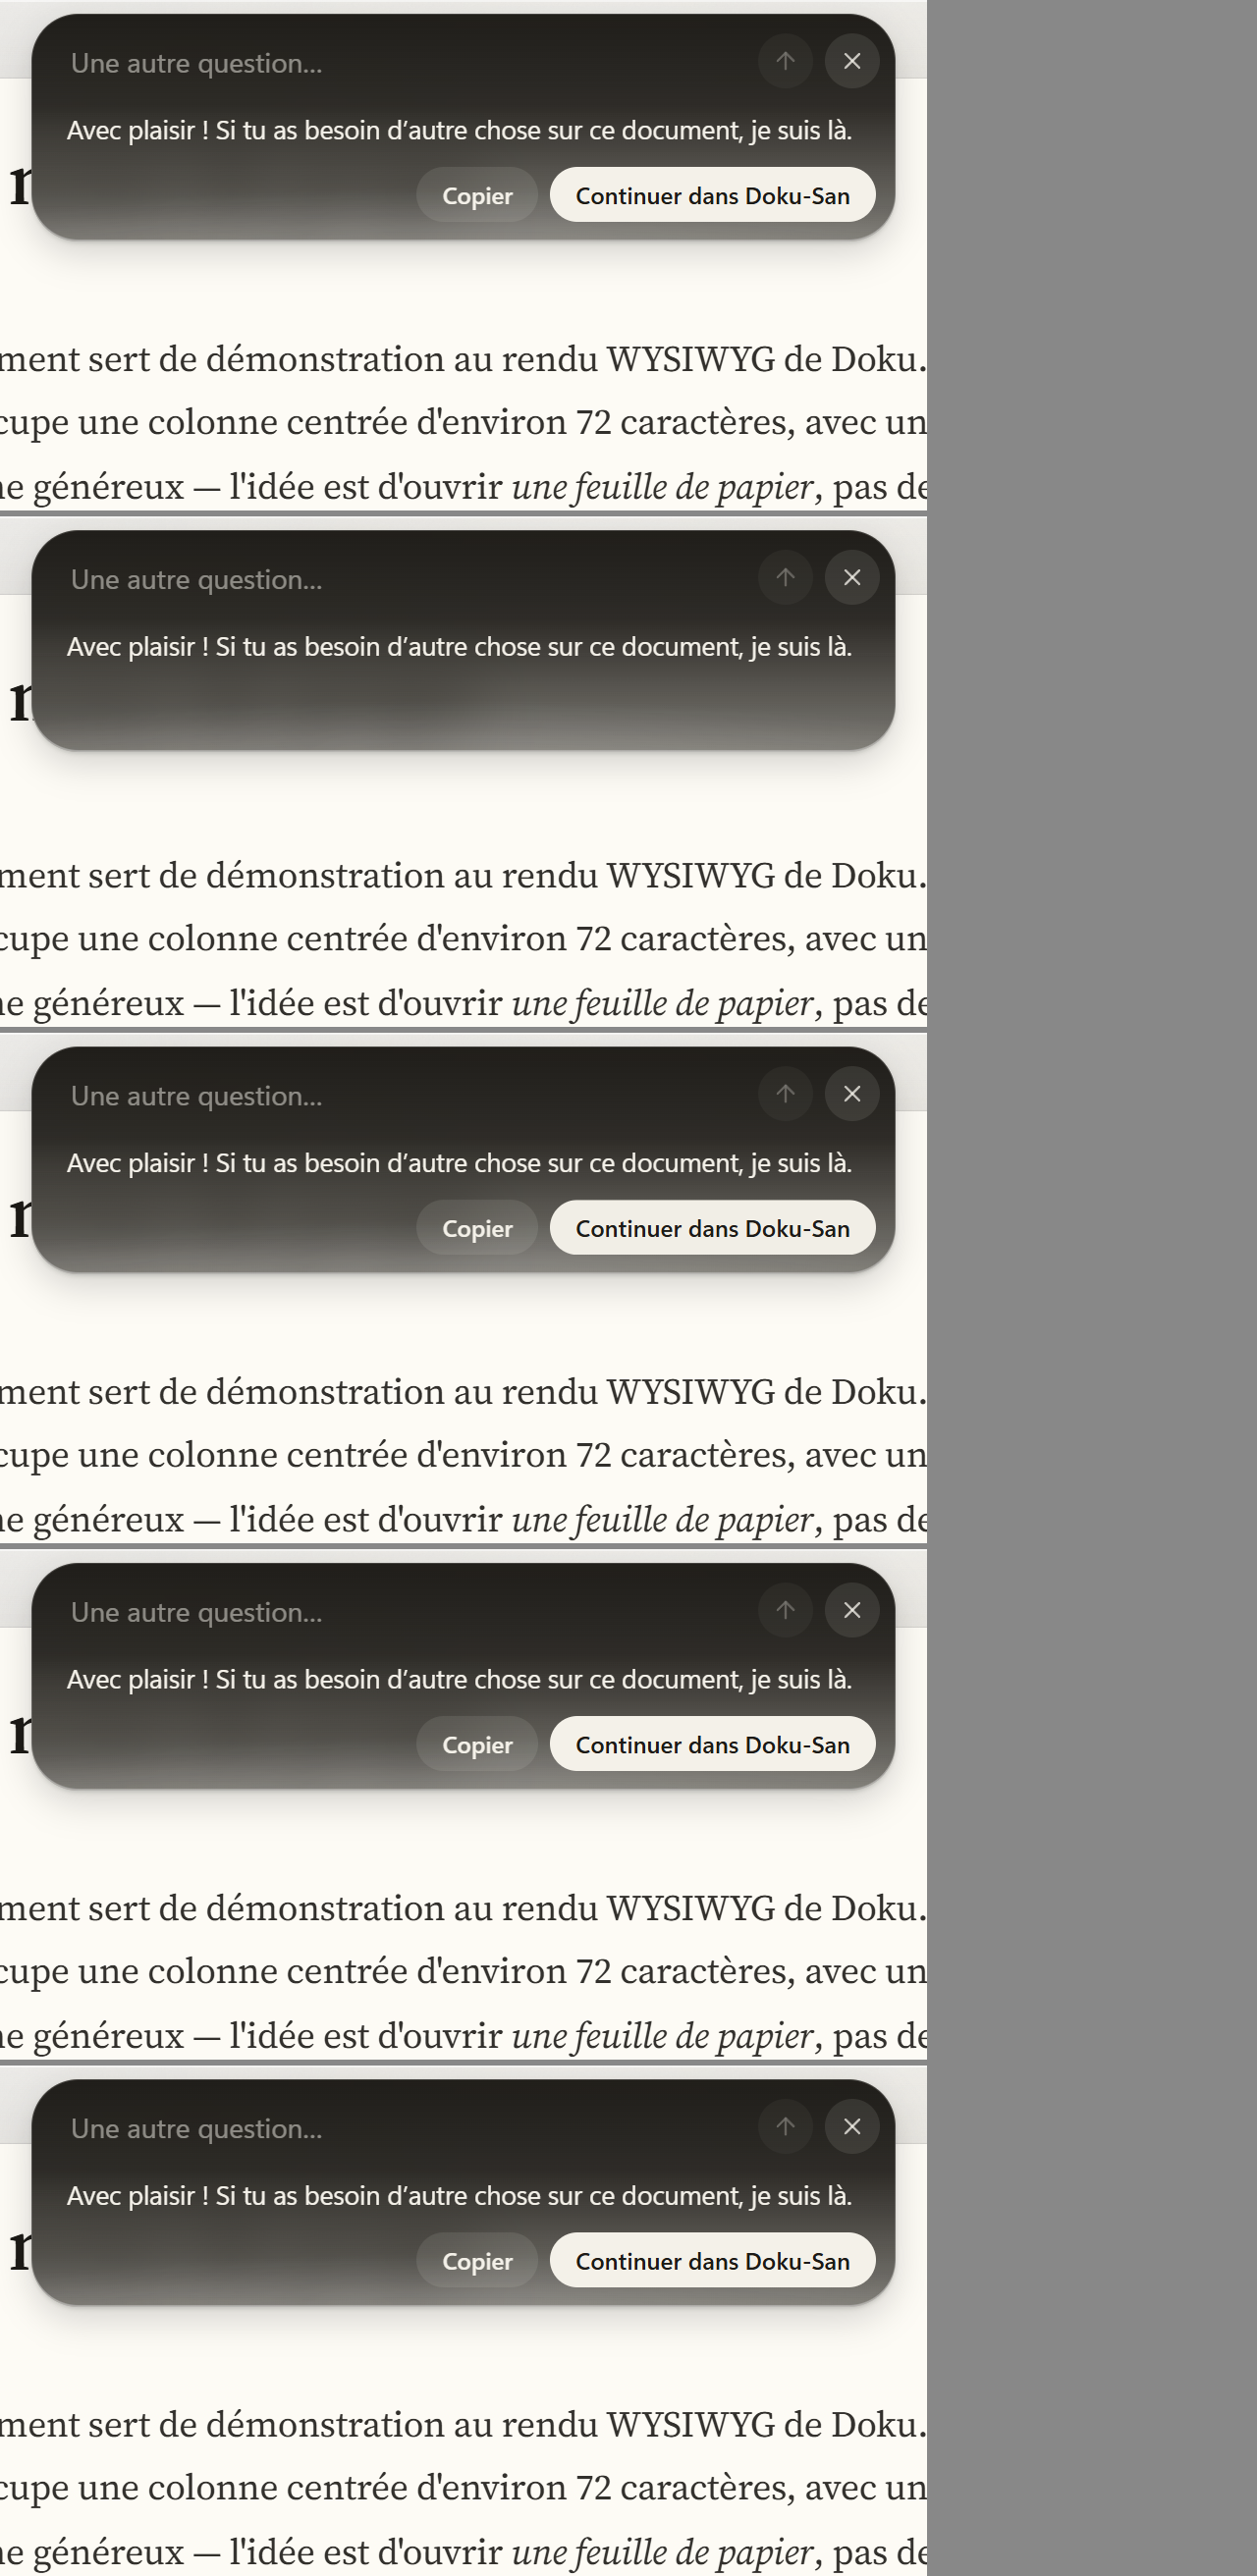 Une autre question...
Avec plaisir ! Si tu as besoin d’autre chose sur ce document, je suis là.
Copier
Continuer dans Doku-San
ment sert de démonstration au rendu WYSIWYG de Doku.
cupe une colonne centrée d'environ 72 caractères, avec un
ne généreux — l'idée est d'ouvrir une feuille de papier, pas de
Une autre question...
Avec plaisir ! Si tu as besoin d’autre chose sur ce document, je suis là.
ment sert de démonstration au rendu WYSIWYG de Doku.
cupe une colonne centrée d'environ 72 caractères, avec un
ne généreux — l'idée est d'ouvrir une feuille de papier, pas de
Une autre question...
Avec plaisir ! Si tu as besoin d’autre chose sur ce document, je suis là.
Copier
Continuer dans Doku-San
ment sert de démonstration au rendu WYSIWYG de Doku.
cupe une colonne centrée d'environ 72 caractères, avec un
ne généreux — l'idée est d'ouvrir une feuille de papier, pas de
Une autre question...
Avec plaisir ! Si tu as besoin d’autre chose sur ce document, je suis là.
Copier
Continuer dans Doku-San
ment sert de démonstration au rendu WYSIWYG de Doku.
cupe une colonne centrée d'environ 72 caractères, avec un
ne généreux — l'idée est d'ouvrir une feuille de papier, pas de
Une autre question...
Avec plaisir ! Si tu as besoin d’autre chose sur ce document, je suis là.
Copier
Continuer dans Doku-San
ment sert de démonstration au rendu WYSIWYG de Doku.
cupe une colonne centrée d'environ 72 caractères, avec un
ne généreux — l'idée est d'ouvrir une feuille de papier, pas de